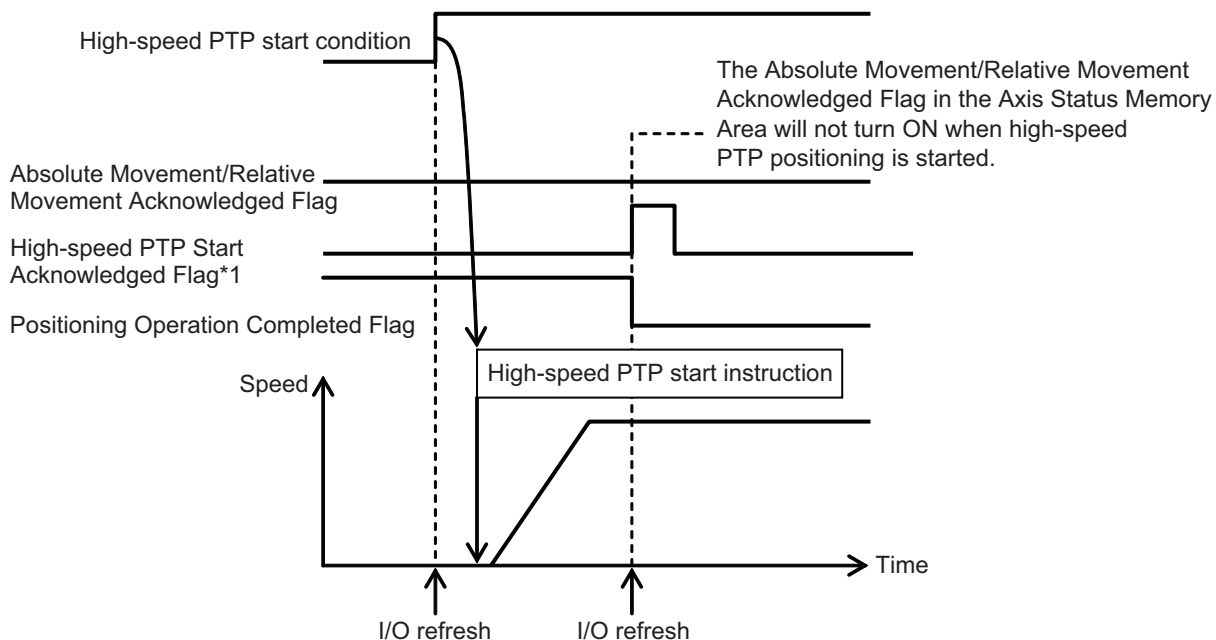 High-speed PTP start condition
The Absolute Movement/Relative Movement
Acknowledged Flag in the Axis Status Memory
Area will not turn ON when high-speed
PTP positioning is started.
Absolute Movement/Relative
Movement Acknowledged Flag
High-speed PTP Start
Acknowledged Flag*1
Positioning Operation Completed Flag
High-speed PTP start instruction
Speed
Time
I/O refresh
I/O refresh